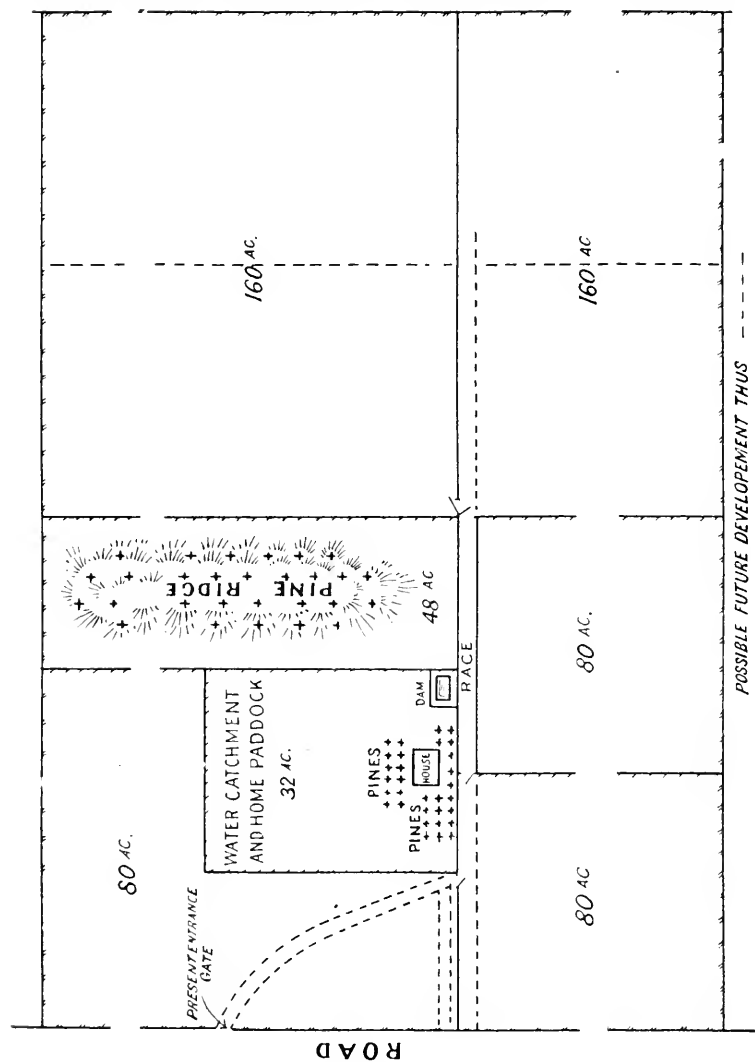 160 AC.
160 AC
PINE RIDGE
48 AC
80 AC.
WATER CATCHMENT
AND HOME PADDOCK
32 AC.
DAM
RACE
PINES
HOUSE
PINES
80 AC.
80 AC
PRESENT ENTRANCE
GATE
ROAD
POSSIBLE FUTURE DEVELOPEMENT THUS